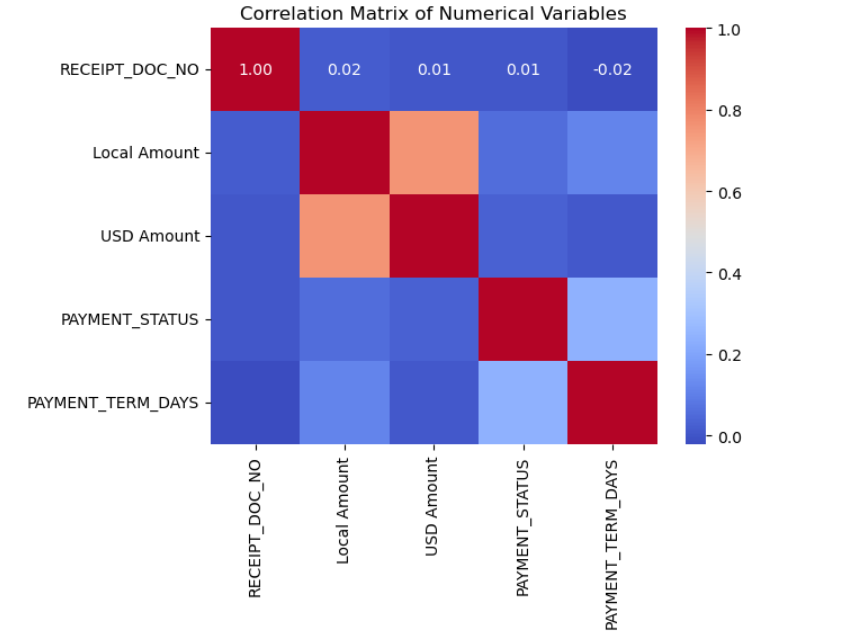 Correlation Matrix of Numerical Variables
RECEIPT_DOC_NO
1.00 0.02 0.01 0.01 -0.02
Local Amount
USD Amount
PAYMENT_STATUS
PAYMENT_TERM_DAYS
RECEIPT_DOC_NO
Local Amount
USD Amount
PAYMENT_STATUS
PAYMENT_TERM_DAYS
1.0
0.8
0.6
0.4
0.2
0.0